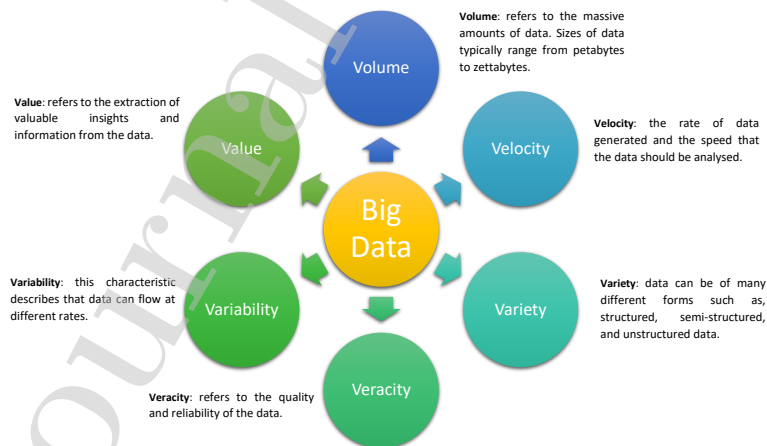 Volume: refers to the massive
amounts of data. Sizes of data
typically range from petabytes
to zettabytes.
Volume
Value: refers to the extraction of
valuable insights and
information from the data.
Value
Velocity
Velocity: the rate of data
generated and the speed that
the data should be analysed.
Big
Data
Variability: this characteristic
describes that data can flow at
different rates.
Variability
Variety
Variety: data can be of many
different forms such as,
structured, semi-structured,
and unstructured data.
Veracity
Veracity: refers to the quality
and reliability of the data.
ournal